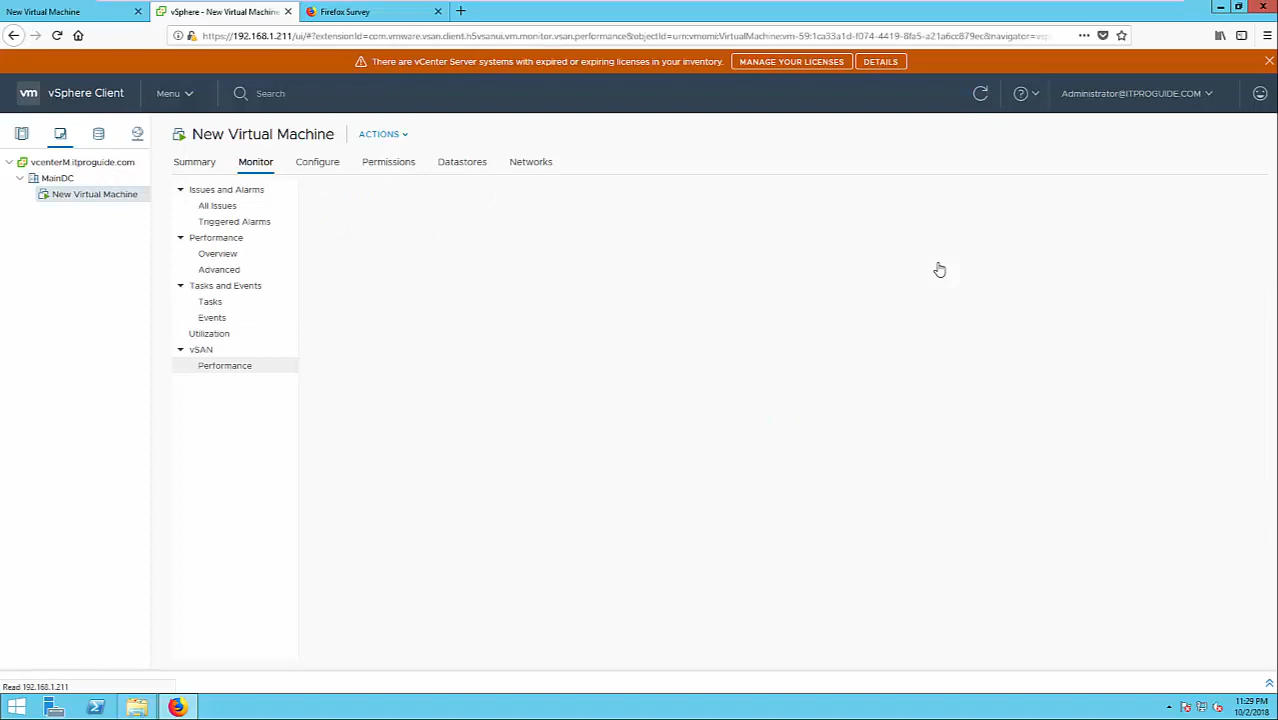 New Virtual Machine
vSphere - New Virtual Machine
Firefox Survey
https://192.168.1.211/ui/#?extensionId=com.vmware.vsan.client.h5vsanui.vm.monitor.vsan.performance&objectId=urn:vmomi:VirtualMachine:vm-59:1ca33a1d-f074-4419-8fa5-a21a6cc879ec&navigator=vsp
There are vCenter Server systems with expired or expiring licenses in your inventory.
MANAGE YOUR LICENSES
DETAILS
vm vSphere Client
Menu
Search
Administrator@ITPROGUIDE.COM
vcenterM.itproguide.com
MainDC
New Virtual Machine
New Virtual Machine
ACTIONS
Summary
Monitor
Configure
Permissions
Datastores
Networks
Issues and Alarms
All Issues
Triggered Alarms
Performance
Overview
Advanced
Tasks and Events
Tasks
Events
Utilization
vSAN
Performance
Read 192.168.1.211
11:29 PM
10/2/2018